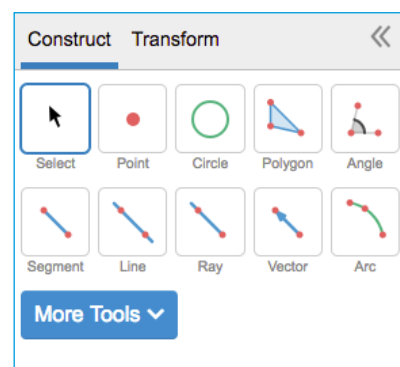 Construct Transform
Select Point Circle Polygon Angle
Segment Line Ray Vector Arc
More Tools